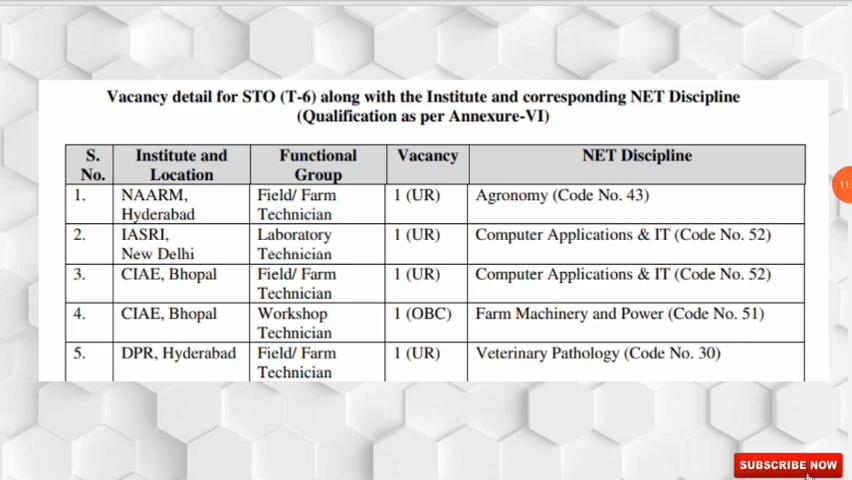 Vacancy detail for STO (T-6) along with the Institute and corresponding NET Discipline
(Qualification as per Annexure-VI)
S. No. Institute and Location Functional Group Vacancy NET Discipline
1. NAARM, Hyderabad Field/ Farm Technician 1 (UR) Agronomy (Code No. 43)
2. IASRI, New Delhi Laboratory Technician 1 (UR) Computer Applications & IT (Code No. 52)
3. CIAE, Bhopal Field/ Farm Technician 1 (UR) Computer Applications & IT (Code No. 52)
4. CIAE, Bhopal Workshop Technician 1 (OBC) Farm Machinery and Power (Code No. 51)
5. DPR, Hyderabad Field/ Farm Technician 1 (UR) Veterinary Pathology (Code No. 30)
SUBSCRIBE NOW